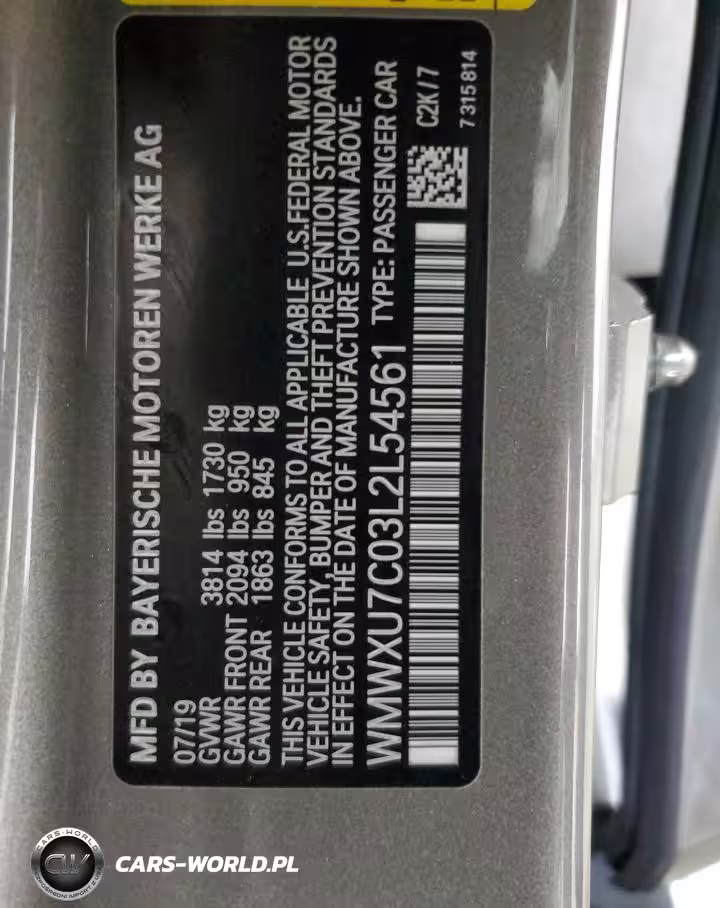 MFD BY BAYERISCHE MOTOREN WERKE AG
07/19
GVWR 3814 lbs 1730 kg
GAWR FRONT 2094 lbs 950 kg
GAWR REAR 1863 lbs 845 kg
THIS VEHICLE CONFORMS TO ALL APPLICABLE U.S.FEDERAL MOTOR
VEHICLE SAFETY, BUMPER AND THEFT PREVENTION STANDARDS
IN EFFECT ON THE DATE OF MANUFACTURE SHOWN ABOVE.
WMWXU7C03L2L54561 TYPE: PASSENGER CAR
C2K/7
7 315 814
CARS-WORLD
CW
CARS-WORLD.PL